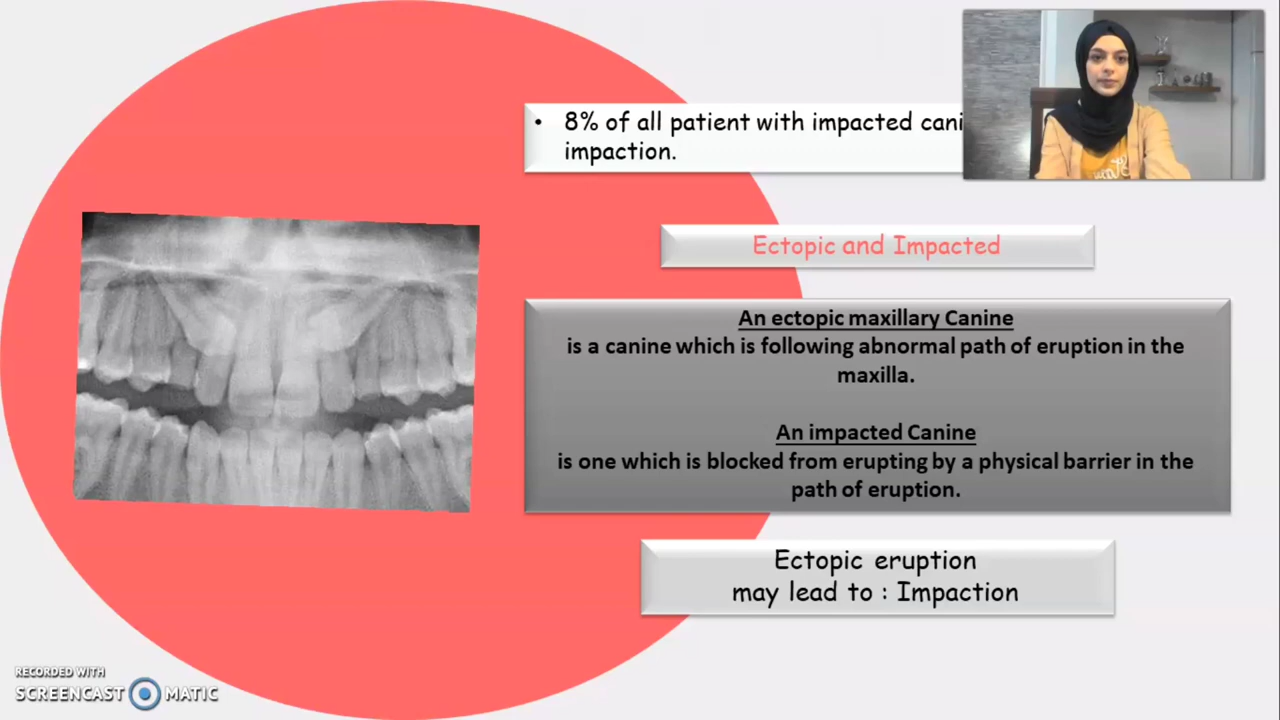 • 8% of all patient with impacted
impaction.
Ectopic and Impacted
An ectopic maxillary Canine
is a canine which is following abnormal path of eruption in the
maxilla.
An impacted Canine
is one which is blocked from erupting by a physical barrier in the
path of eruption.
Ectopic eruption
may lead to : Impaction
RECORDED WITH
SCREENCAST MATIC